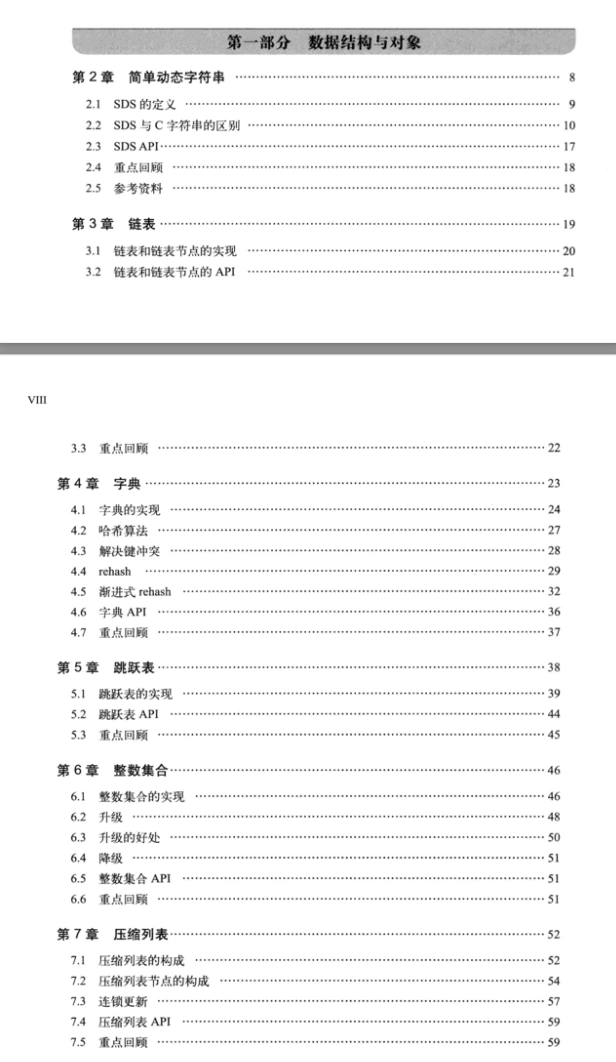 第一部分 数据结构与对象
第 2 章 简单动态字符串 …… 8
2.1 SDS 的定义 …… 9
2.2 SDS 与 C 字符串的区别 …… 10
2.3 SDS API …… 17
2.4 重点回顾 …… 18
2.5 参考资料 …… 18
第 3 章 链表 …… 19
3.1 链表和链表节点的实现 …… 20
3.2 链表和链表节点的 API …… 21
VIII
3.3 重点回顾 …… 22
第 4 章 字典 …… 23
4.1 字典的实现 …… 24
4.2 哈希算法 …… 27
4.3 解决键冲突 …… 28
4.4 rehash …… 29
4.5 渐进式 rehash …… 32
4.6 字典 API …… 36
4.7 重点回顾 …… 37
第 5 章 跳跃表 …… 38
5.1 跳跃表的实现 …… 39
5.2 跳跃表 API …… 44
5.3 重点回顾 …… 45
第 6 章 整数集合 …… 46
6.1 整数集合的实现 …… 46
6.2 升级 …… 48
6.3 升级的好处 …… 50
6.4 降级 …… 51
6.5 整数集合 API …… 51
6.6 重点回顾 …… 51
第 7 章 压缩列表 …… 52
7.1 压缩列表的构成 …… 52
7.2 压缩列表节点的构成 …… 54
7.3 连锁更新 …… 57
7.4 压缩列表 API …… 59
7.5 重点回顾 …… 59